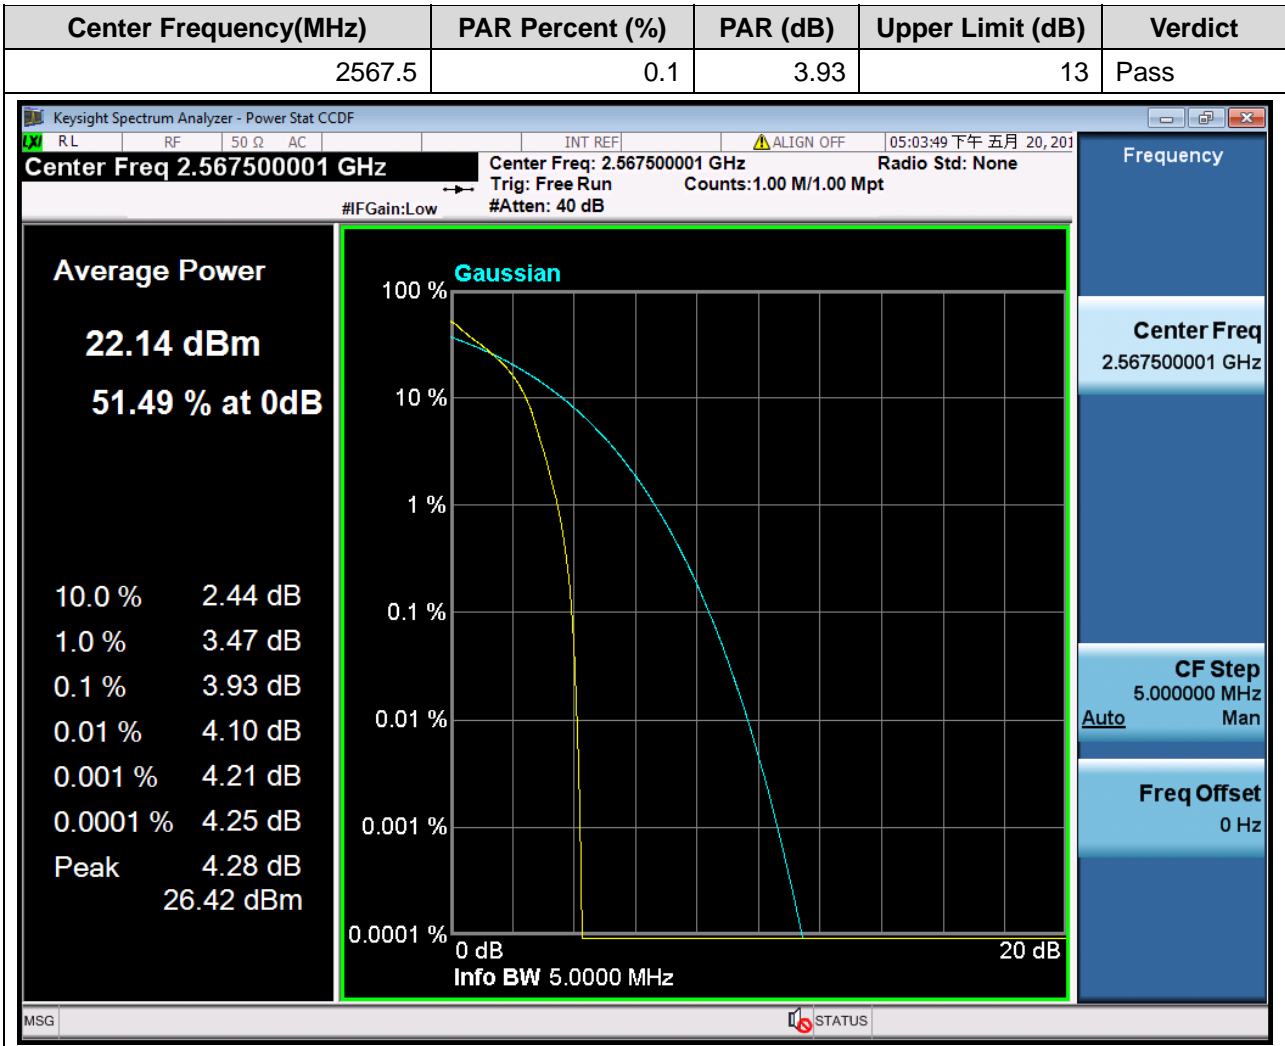 Center Frequency(MHz) PAR Percent (%) PAR (dB) Upper Limit (dB) Verdict
2567.5 0.1 3.93 13 Pass
Keysight Spectrum Analyzer - Power Stat CCDF
LXI RL RF 50 Ω AC INT REF ALIGN OFF 05:03:49 下午 五月 20, 201
Center Freq 2.567500001 GHz
#IFGain:Low
Center Freq: 2.567500001 GHz Radio Std: None
Trig: Free Run Counts:1.00 M/1.00 Mpt
#Atten: 40 dB
Average Power
22.14 dBm
51.49 % at 0dB
10.0 % 2.44 dB
1.0 % 3.47 dB
0.1 % 3.93 dB
0.01 % 4.10 dB
0.001 % 4.21 dB
0.0001 % 4.25 dB
Peak 4.28 dB
26.42 dBm
Gaussian
100 %
10 %
1 %
0.1 %
0.01 %
0.001 %
0.0001 %
0 dB 20 dB
Info BW 5.0000 MHz
Frequency
Center Freq
2.567500001 GHz
CF Step
5.000000 MHz
Auto Man
Freq Offset
0 Hz
MSG STATUS